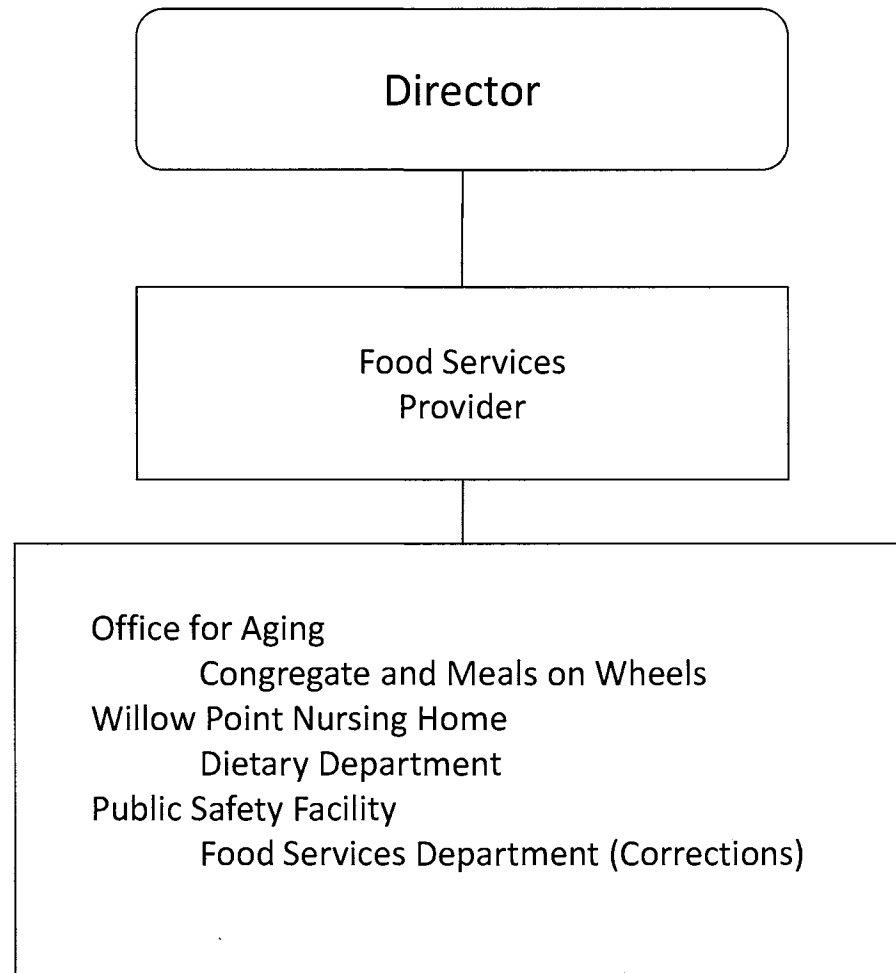 Director
Food Services
Provider
Office for Aging
Congregate and Meals on Wheels
Willow Point Nursing Home
Dietary Department
Public Safety Facility
Food Services Department (Corrections)